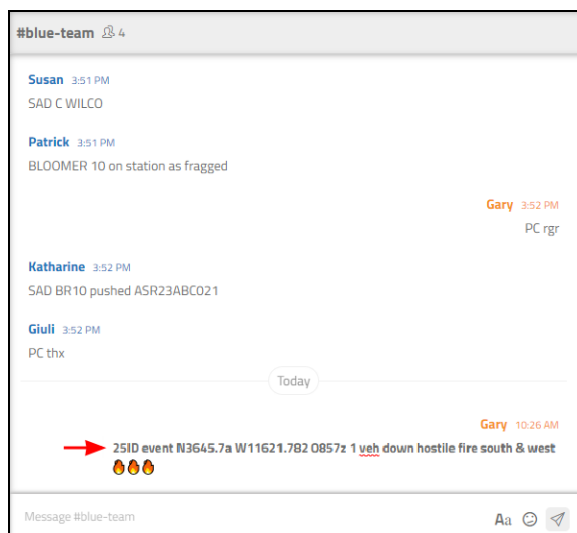 #blue-team 4
Susan 3:51 PM
SAD C WILCO
Patrick 3:51 PM
BLOOMER 10 on station as fragged
Gary 3:52 PM
PC rgr
Katharine 3:52 PM
SAD BR10 pushed ASR23ABC021
Giuli 3:52 PM
PC thx
Today
Gary 10:26 AM
25ID event N3645.7a W11621.782 0857z 1 veh down hostile fire south & west
🔥🔥🔥
Message #blue-team Aa